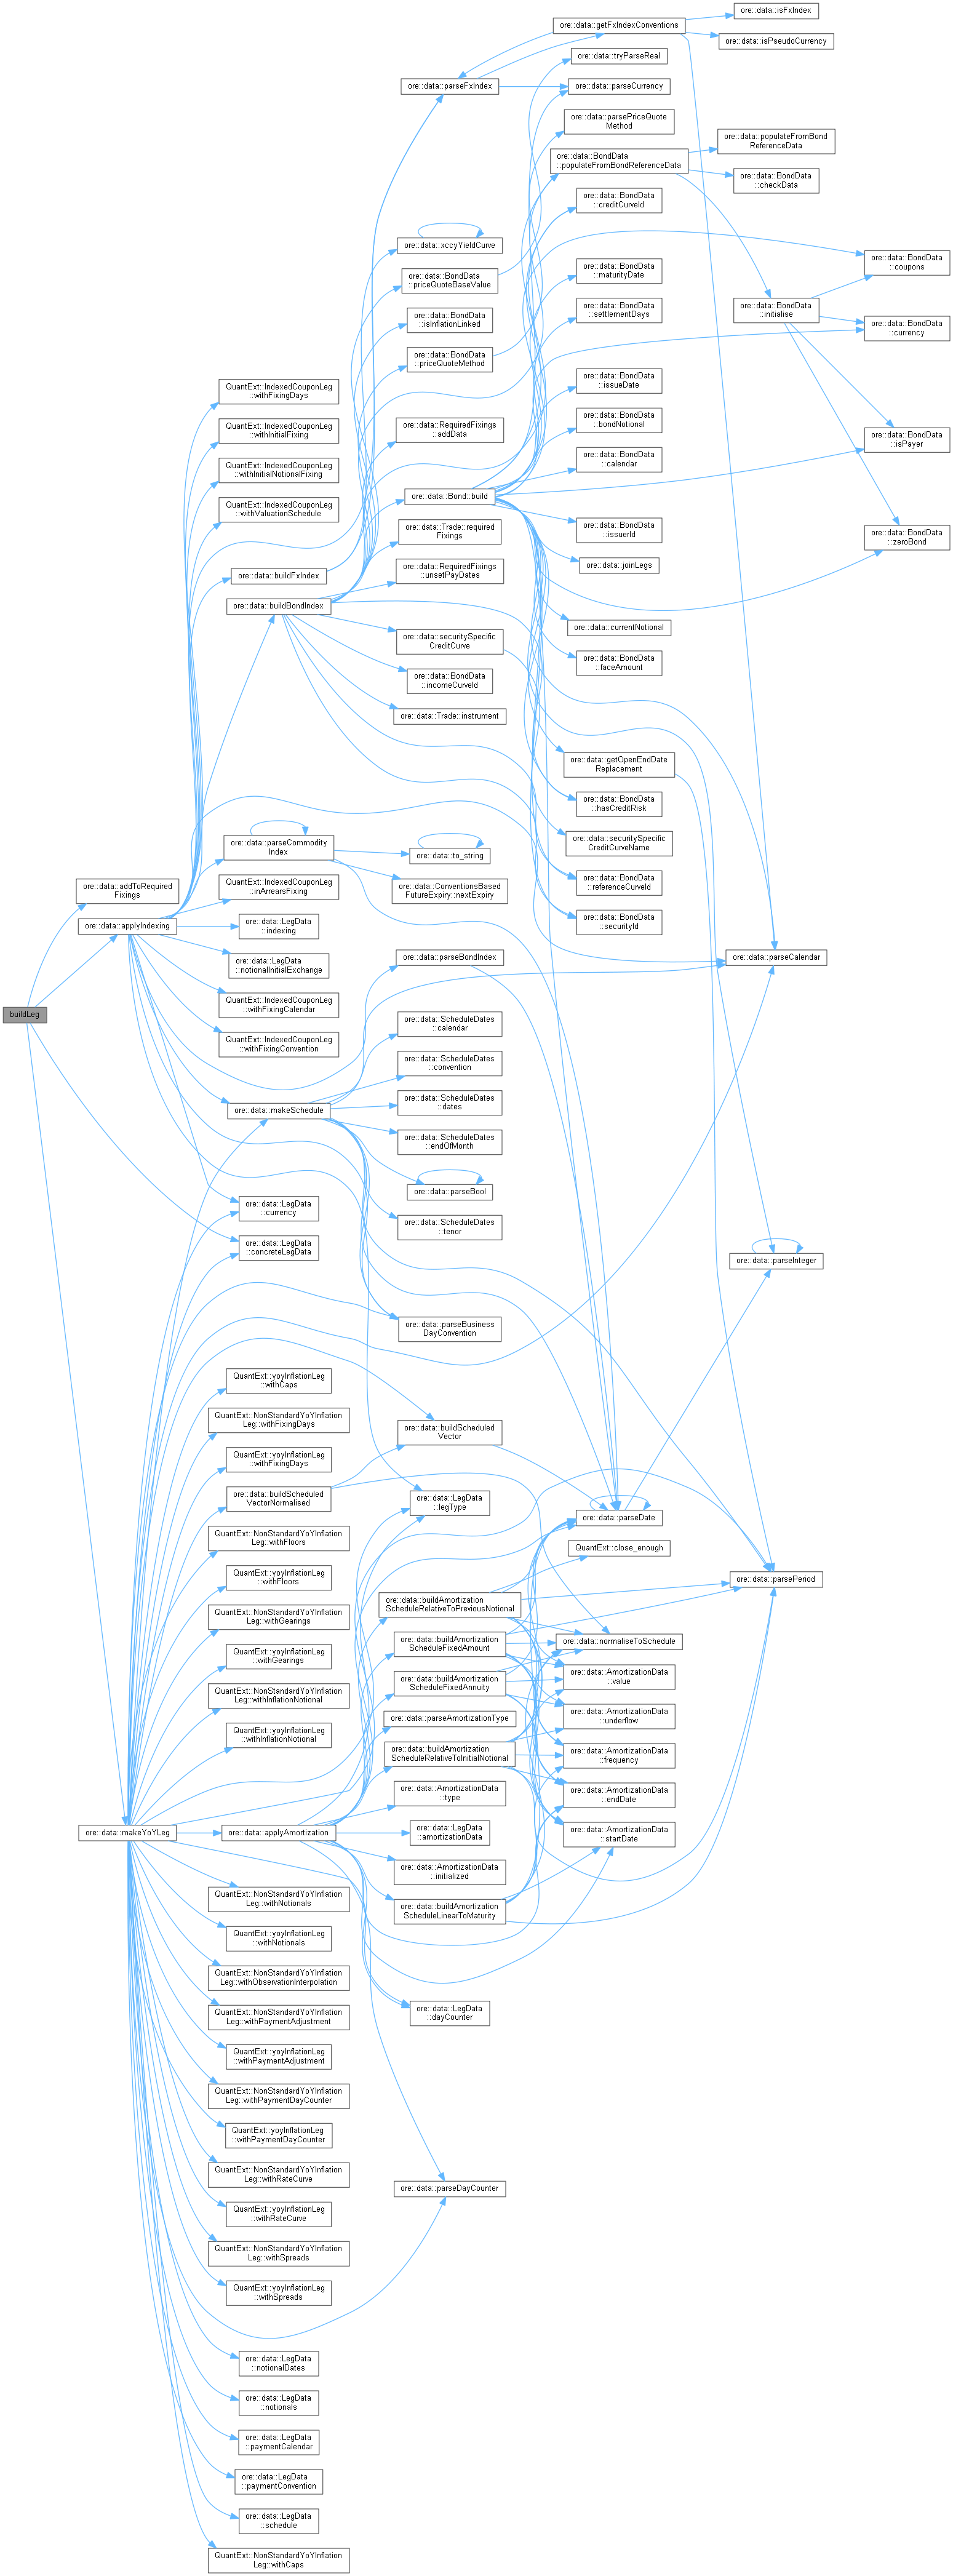 buildLeg
ore::data::addToRequired
Fixings
ore::data::applyIndexing
ore::data::makeYoYLeg
QuantExt::IndexedCouponLeg
::withFixingDays
QuantExt::IndexedCouponLeg
::withInitialFixing
QuantExt::IndexedCouponLeg
::withInitialNotionalFixing
QuantExt::IndexedCouponLeg
::withValuationSchedule
ore::data::buildFxIndex
ore::data::buildBondIndex
ore::data::parseCommodity
Index
QuantExt::IndexedCouponLeg
::inArrearsFixing
ore::data::LegData
::indexing
ore::data::LegData
::notionalInitialExchange
QuantExt::IndexedCouponLeg
::withFixingCalendar
QuantExt::IndexedCouponLeg
::withFixingConvention
ore::data::makeSchedule
ore::data::LegData
::currency
ore::data::LegData
::concreteLegData
QuantExt::yoyInflationLeg
::withCaps
QuantExt::NonStandardYoYInflation
Leg::withFixingDays
QuantExt::yoyInflationLeg
::withFixingDays
ore::data::buildScheduled
VectorNormalised
QuantExt::NonStandardYoYInflation
Leg::withFloors
QuantExt::yoyInflationLeg
::withFloors
QuantExt::NonStandardYoYInflation
Leg::withGearings
QuantExt::yoyInflationLeg
::withGearings
QuantExt::NonStandardYoYInflation
Leg::withInflationNotional
QuantExt::yoyInflationLeg
::withInflationNotional
ore::data::applyAmortization
QuantExt::NonStandardYoYInflation
Leg::withNotionals
QuantExt::yoyInflationLeg
::withNotionals
QuantExt::NonStandardYoYInflation
Leg::withObservationInterpolation
QuantExt::NonStandardYoYInflation
Leg::withPaymentAdjustment
QuantExt::yoyInflationLeg
::withPaymentAdjustment
QuantExt::NonStandardYoYInflation
Leg::withPaymentDayCounter
QuantExt::yoyInflationLeg
::withPaymentDayCounter
QuantExt::NonStandardYoYInflation
Leg::withRateCurve
QuantExt::yoyInflationLeg
::withRateCurve
QuantExt::NonStandardYoYInflation
Leg::withSpreads
QuantExt::yoyInflationLeg
::withSpreads
ore::data::LegData
::notionalDates
ore::data::LegData
::notionals
ore::data::LegData
::paymentCalendar
ore::data::LegData
::paymentConvention
ore::data::LegData
::schedule
QuantExt::NonStandardYoYInflation
Leg::withCaps
ore::data::parseFxIndex
ore::data::xccyYieldCurve
ore::data::BondData
::priceQuoteBaseValue
ore::data::BondData
::isInflationLinked
ore::data::BondData
::priceQuoteMethod
ore::data::RequiredFixings
::addData
ore::data::Bond::build
ore::data::Trade::required
Fixings
ore::data::RequiredFixings
::unsetPayDates
ore::data::securitySpecific
CreditCurve
ore::data::BondData
::incomeCurveId
ore::data::Trade::instrument
ore::data::to_string
ore::data::ConventionsBased
FutureExpiry::nextExpiry
ore::data::parseBondIndex
ore::data::ScheduleDates
::calendar
ore::data::ScheduleDates
::convention
ore::data::ScheduleDates
::dates
ore::data::ScheduleDates
::endOfMonth
ore::data::parseBool
ore::data::ScheduleDates
::tenor
ore::data::parseBusiness
DayConvention
ore::data::buildScheduled
Vector
ore::data::LegData
::legType
ore::data::buildAmortization
ScheduleRelativeToPreviousNotional
ore::data::buildAmortization
ScheduleFixedAmount
ore::data::buildAmortization
ScheduleFixedAnnuity
ore::data::parseAmortizationType
ore::data::buildAmortization
ScheduleRelativeToInitialNotional
ore::data::AmortizationData
::type
ore::data::LegData
::amortizationData
ore::data::AmortizationData
::initialized
ore::data::buildAmortization
ScheduleLinearToMaturity
ore::data::LegData
::dayCounter
ore::data::parseDayCounter
ore::data::getFxIndexConventions
ore::data::tryParseReal
ore::data::parseCurrency
ore::data::parsePriceQuote
Method
ore::data::BondData
::populateFromBondReferenceData
ore::data::BondData
::creditCurveId
ore::data::BondData
::maturityDate
ore::data::BondData
::settlementDays
ore::data::BondData
::issueDate
ore::data::BondData
::bondNotional
ore::data::BondData
::calendar
ore::data::BondData
::issuerId
ore::data::joinLegs
ore::data::currentNotional
ore::data::BondData
::faceAmount
ore::data::getOpenEndDate
Replacement
ore::data::BondData
::hasCreditRisk
ore::data::securitySpecific
CreditCurveName
ore::data::BondData
::referenceCurveId
ore::data::BondData
::securityId
ore::data::parseDate
QuantExt::close_enough
ore::data::normaliseToSchedule
ore::data::AmortizationData
::value
ore::data::AmortizationData
::underflow
ore::data::AmortizationData
::frequency
ore::data::AmortizationData
::endDate
ore::data::AmortizationData
::startDate
ore::data::isFxIndex
ore::data::isPseudoCurrency
ore::data::populateFromBond
ReferenceData
ore::data::BondData
::checkData
ore::data::BondData
::initialise
ore::data::parseCalendar
ore::data::parseInteger
ore::data::parsePeriod
ore::data::BondData
::coupons
ore::data::BondData
::currency
ore::data::BondData
::isPayer
ore::data::BondData
::zeroBond